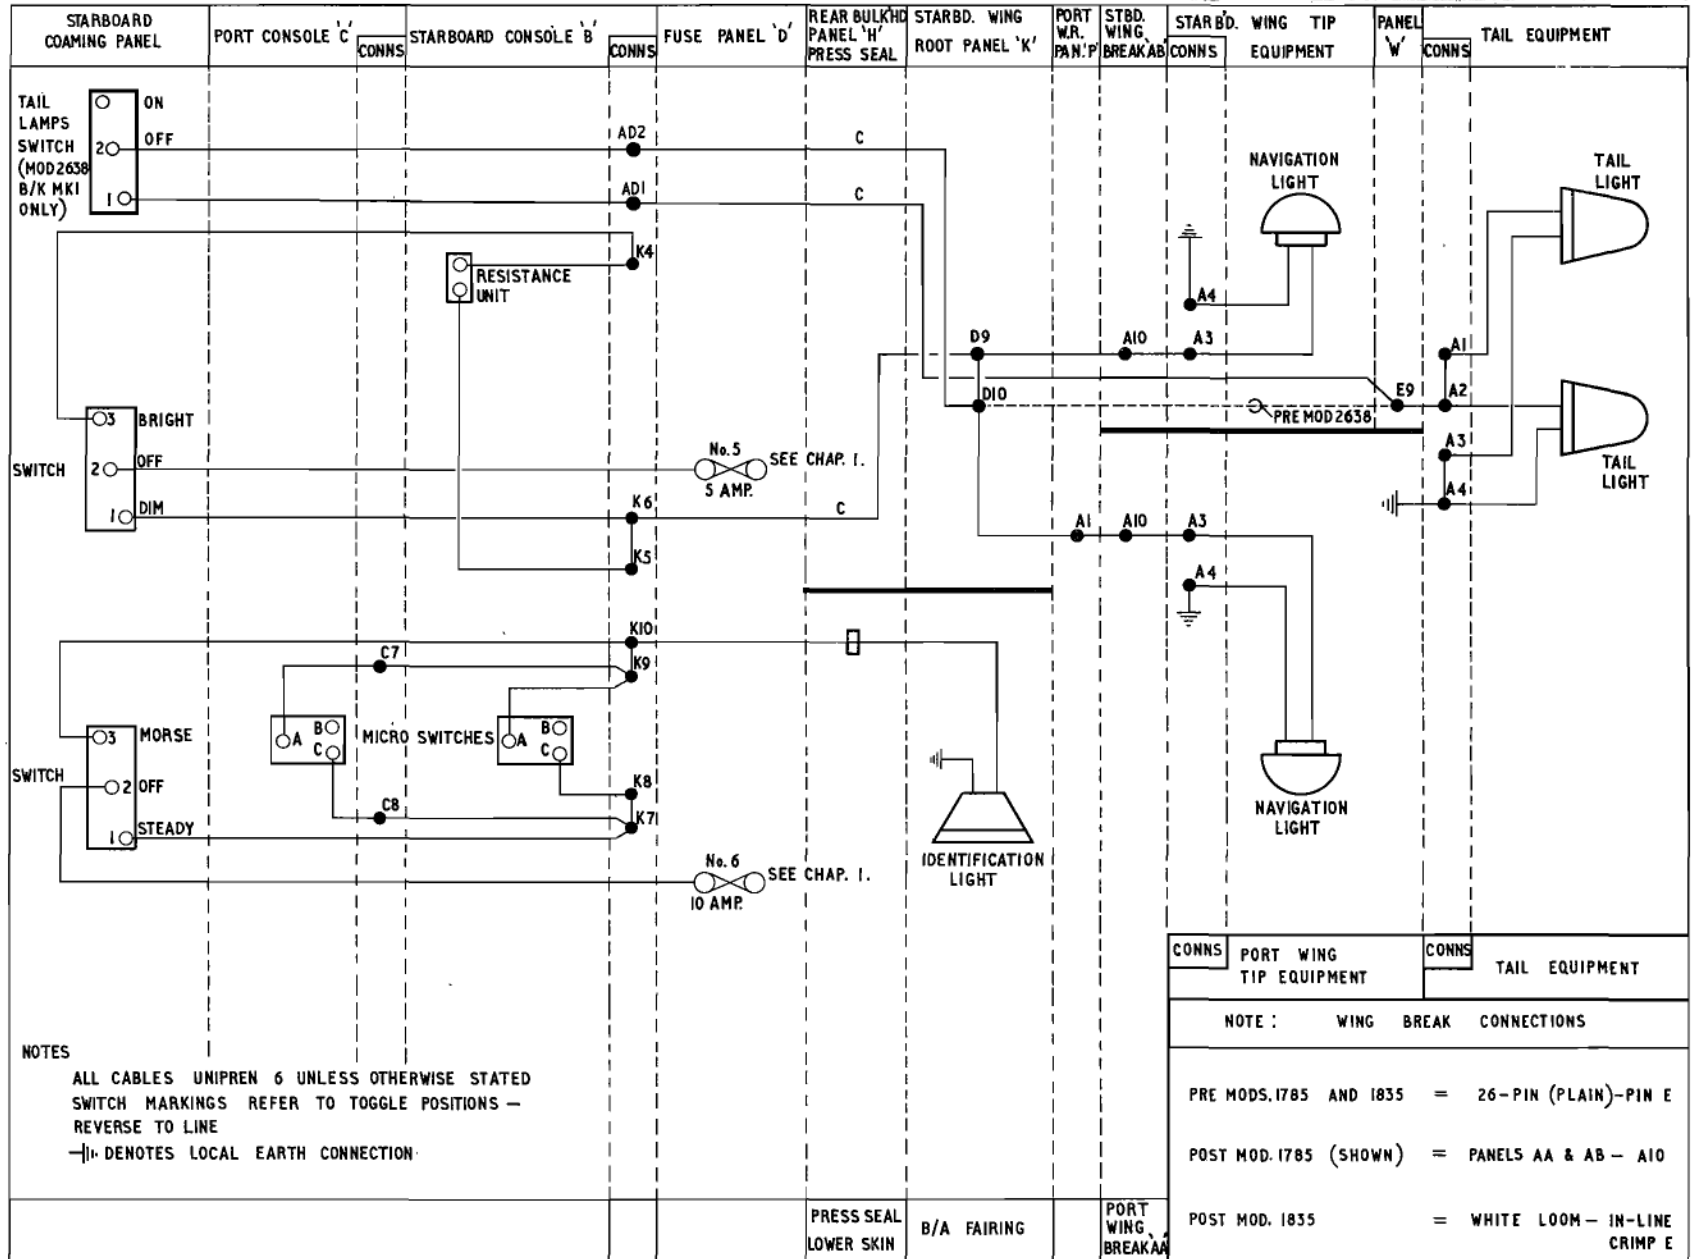 STARBOARD
COAMING PANEL
PORT CONSOLE 'C'
CONNS
STARBOARD CONSOLE 'B'
CONNS
FUSE PANEL 'D'
REAR BULK'HD
PANEL 'H'
PRESS SEAL
STARBD. WING
ROOT PANEL 'K'
PORT
W.R.
PAN.'P'
STBD.
WING
BREAK'AB'
STARB'D. WING TIP
CONNS
EQUIPMENT
PANEL
'W'
CONNS
TAIL EQUIPMENT
TAIL
LAMPS
SWITCH
(MOD2638
B/K MK1
ONLY)
ON
2 OFF
1
AD2
C
AD1
C
K4
RESISTANCE
UNIT
NAVIGATION
LIGHT
TAIL
LIGHT
A4
D9
A10
A3
A1
D10
PRE MOD2638
E9
A2
A3
A4
TAIL
LIGHT
SWITCH
3 BRIGHT
2 OFF
1 DIM
No.5
5 AMP.
SEE CHAP. 1.
K6
C
K5
A1
A10
A3
A4
K10
C7
K9
SWITCH
3 MORSE
2 OFF
1 STEADY
A
B
C
MICRO SWITCHES
A
B
C
K8
C8
K7
No.6
10 AMP.
SEE CHAP. 1.
IDENTIFICATION
LIGHT
NAVIGATION
LIGHT
CONNS
PORT WING
TIP EQUIPMENT
CONNS
TAIL EQUIPMENT
NOTE : WING BREAK CONNECTIONS
PRE MODS.1785 AND 1835 = 26-PIN (PLAIN)-PIN E
POST MOD.1785 (SHOWN) = PANELS AA & AB - A10
POST MOD. 1835 = WHITE LOOM - IN-LINE
CRIMP E
NOTES
ALL CABLES UNIPREN 6 UNLESS OTHERWISE STATED
SWITCH MARKINGS REFER TO TOGGLE POSITIONS -
REVERSE TO LINE
DENOTES LOCAL EARTH CONNECTION
PRESS SEAL
LOWER SKIN
B/A FAIRING
PORT
WING
BREAK'AA'